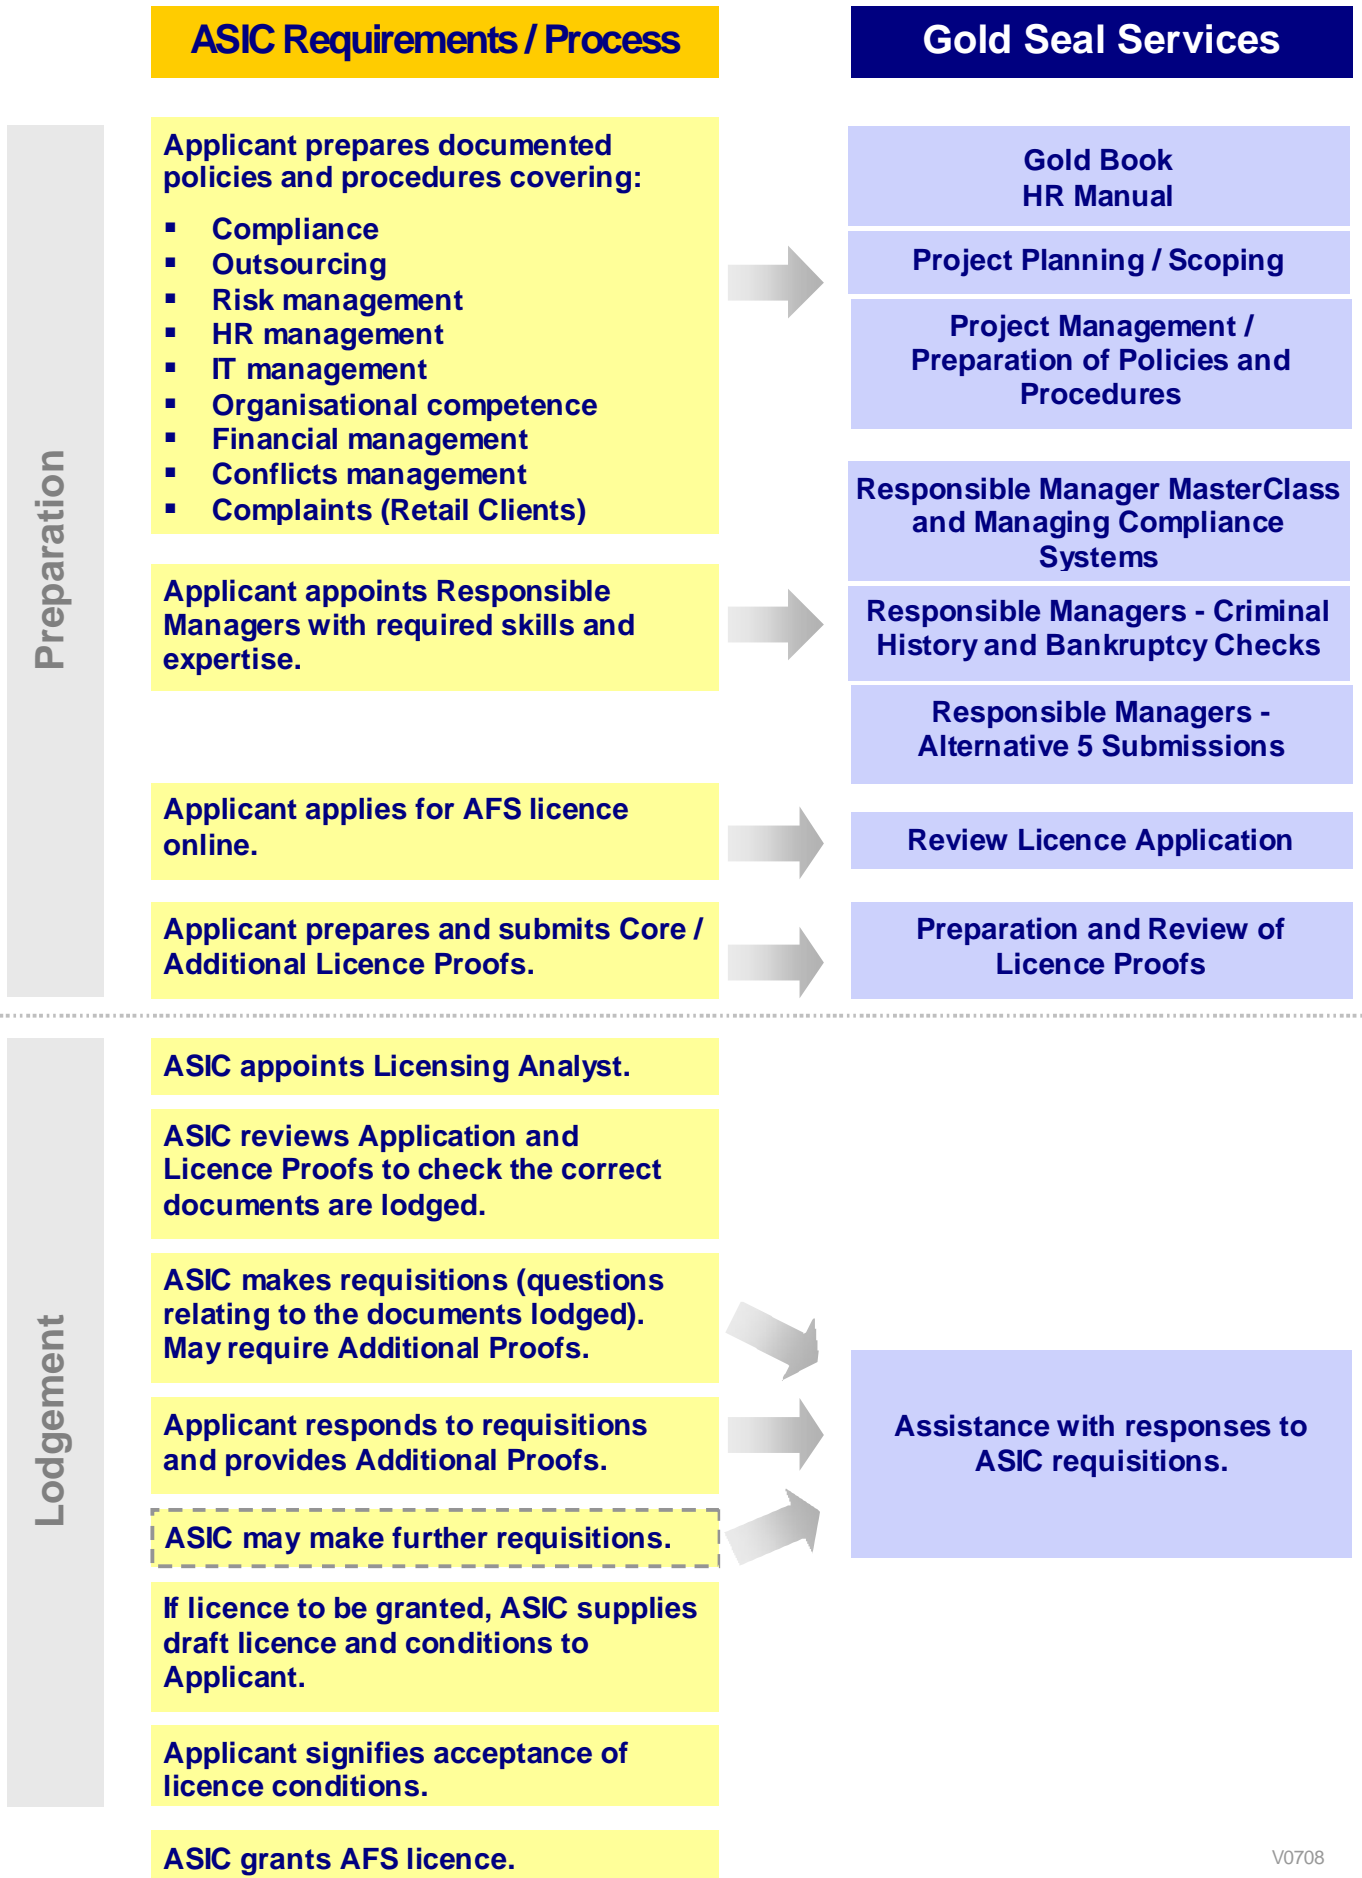 ASIC Requirements / Process
Gold Seal Services
Preparation
Applicant prepares documented
policies and procedures covering:
▪ Compliance
▪ Outsourcing
▪ Risk management
▪ HR management
▪ IT management
▪ Organisational competence
▪ Financial management
▪ Conflicts management
▪ Complaints (Retail Clients)
Gold Book
HR Manual
Project Planning / Scoping
Project Management /
Preparation of Policies and
Procedures
Applicant appoints Responsible
Managers with required skills and
expertise.
Responsible Manager MasterClass
and Managing Compliance
Systems
Responsible Managers - Criminal
History and Bankruptcy Checks
Responsible Managers -
Alternative 5 Submissions
Applicant applies for AFS licence
online.
Review Licence Application
Applicant prepares and submits Core /
Additional Licence Proofs.
Preparation and Review of
Licence Proofs
Lodgement
ASIC appoints Licensing Analyst.
ASIC reviews Application and
Licence Proofs to check the correct
documents are lodged.
ASIC makes requisitions (questions
relating to the documents lodged).
May require Additional Proofs.
Applicant responds to requisitions
and provides Additional Proofs.
ASIC may make further requisitions.
Assistance with responses to
ASIC requisitions.
If licence to be granted, ASIC supplies
draft licence and conditions to
Applicant.
Applicant signifies acceptance of
licence conditions.
ASIC grants AFS licence.
V0708